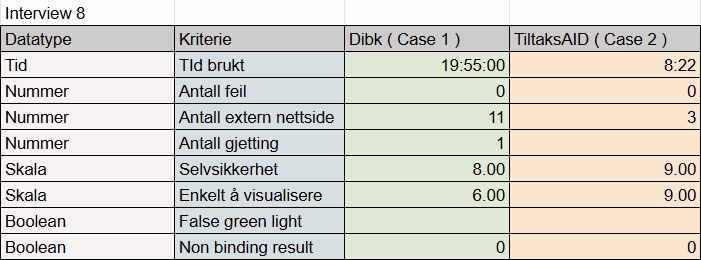 Interview 8
Datatype Kriterie Dibk ( Case 1 ) TiltaksAID ( Case 2 )
Tid TId brukt 19:55:00 8:22
Nummer Antall feil 0 0
Nummer Antall extern nettside 11 3
Nummer Antall gjetting 1
Skala Selvsikkerhet 8.00 9.00
Skala Enkelt å visualisere 6.00 9.00
Boolean False green light
Boolean Non binding result 0 0